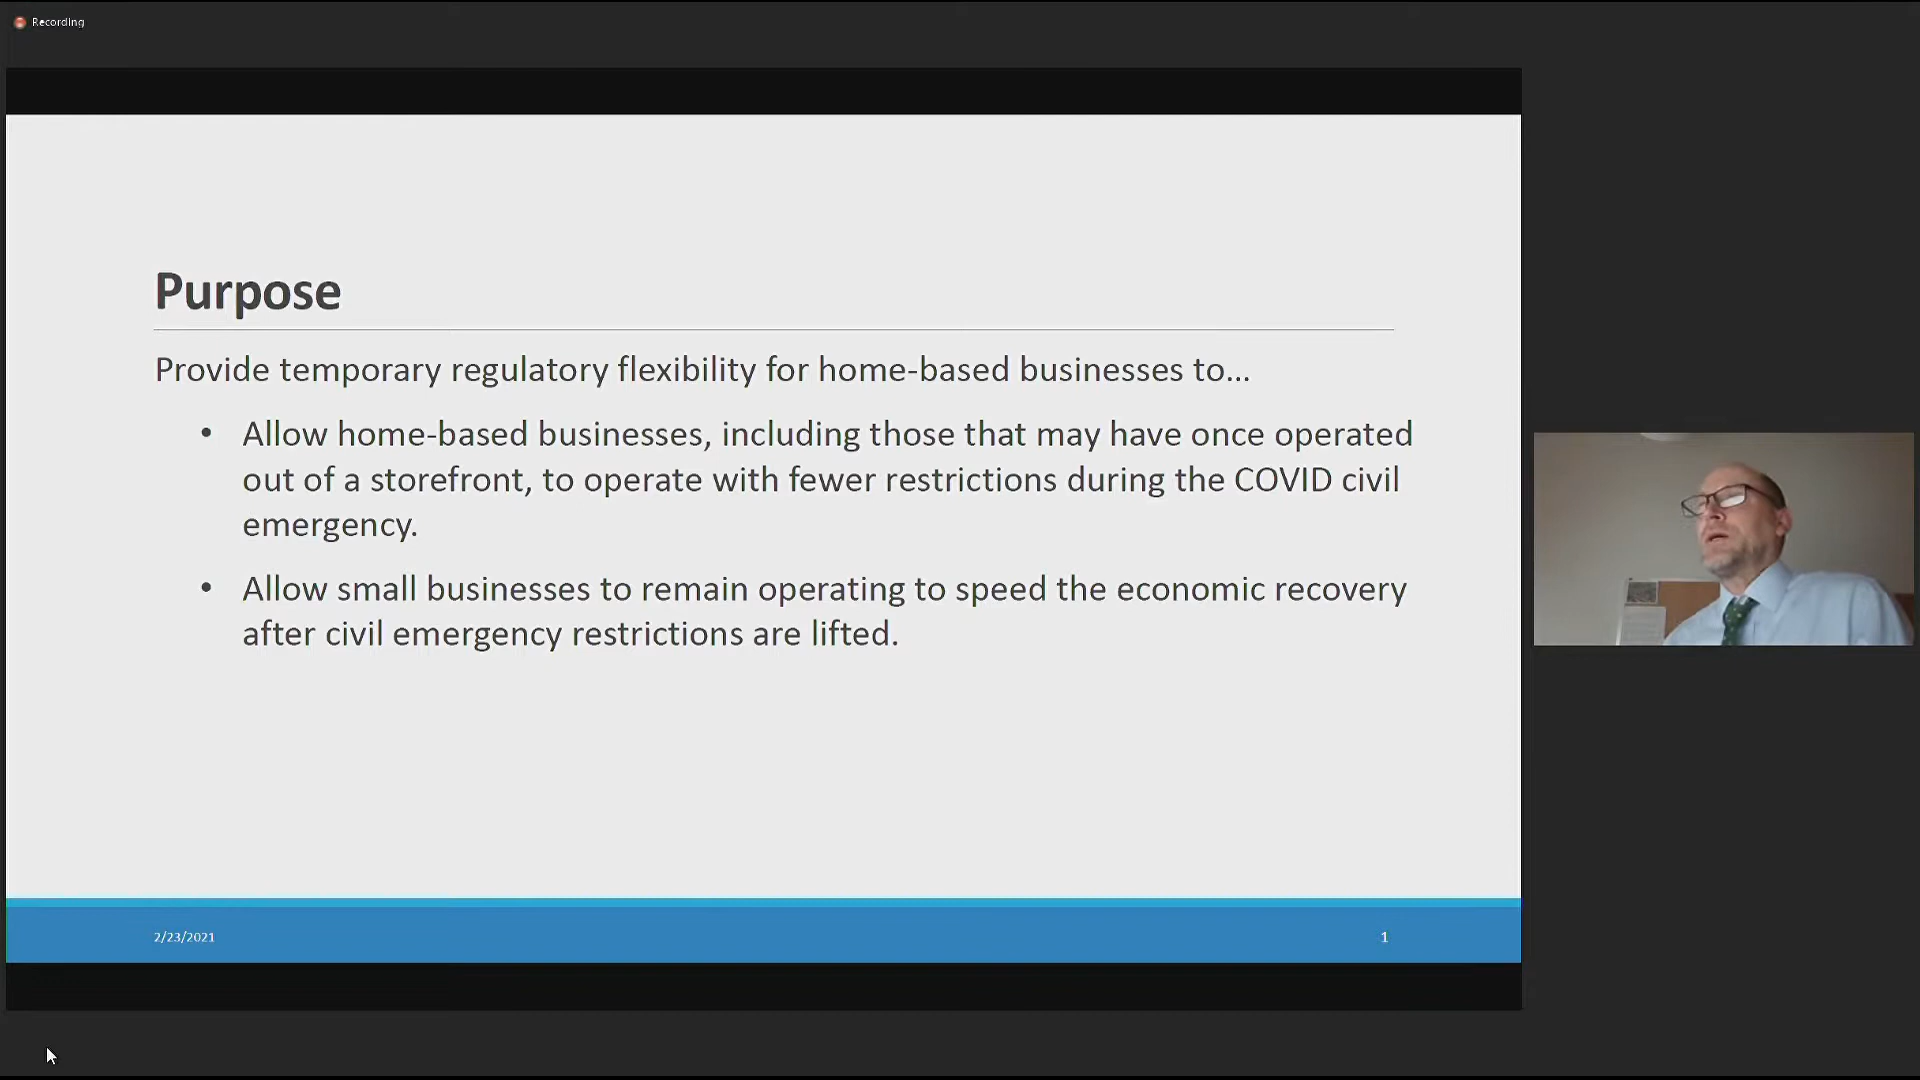 Recording
Purpose
Provide temporary regulatory flexibility for home-based businesses to...
• Allow home-based businesses, including those that may have once operated
out of a storefront, to operate with fewer restrictions during the COVID civil
emergency.
• Allow small businesses to remain operating to speed the economic recovery
after civil emergency restrictions are lifted.
2/23/2021
1